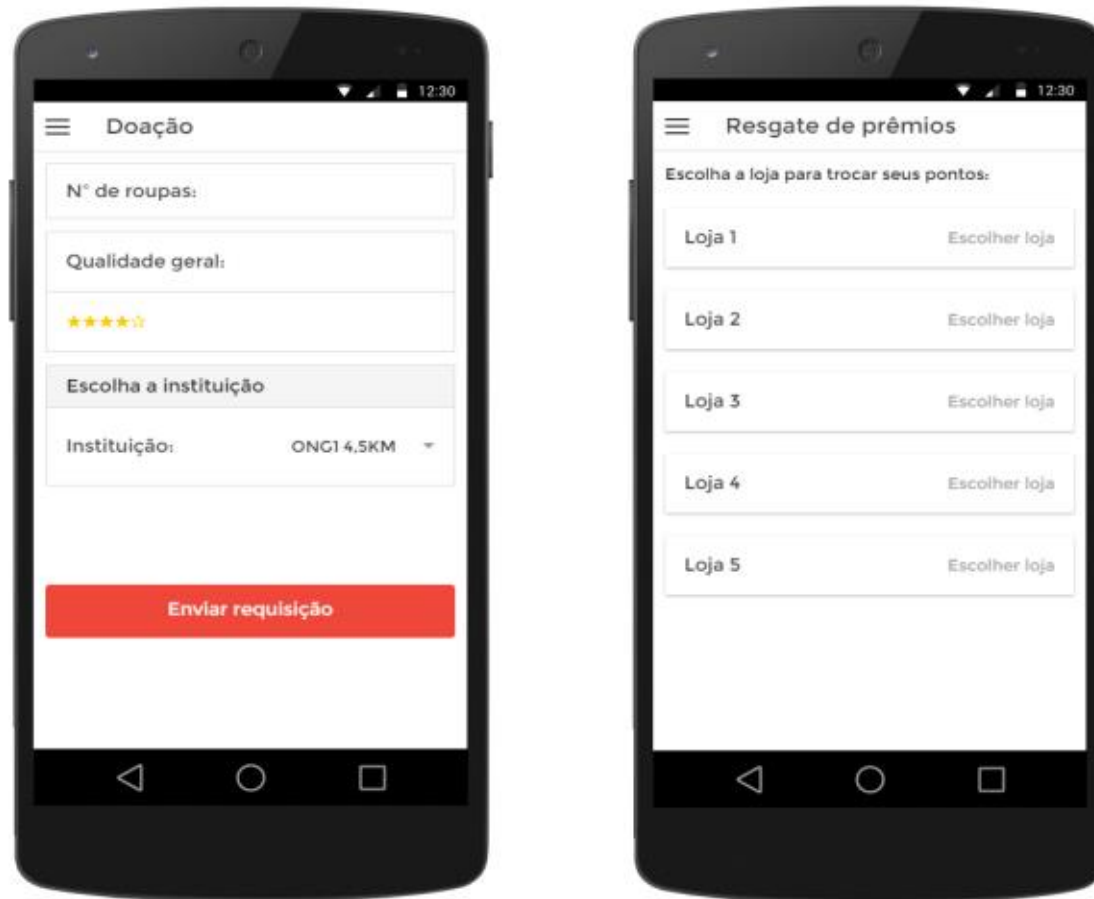 12:30
Doação
N° de roupas:
Qualidade geral:
Escolha a instituição
Instituição: ONG1 4,5KM
Enviar requisição
12:30
Resgate de prêmios
Escolha a loja para trocar seus pontos:
Loja 1 Escolher loja
Loja 2 Escolher loja
Loja 3 Escolher loja
Loja 4 Escolher loja
Loja 5 Escolher loja